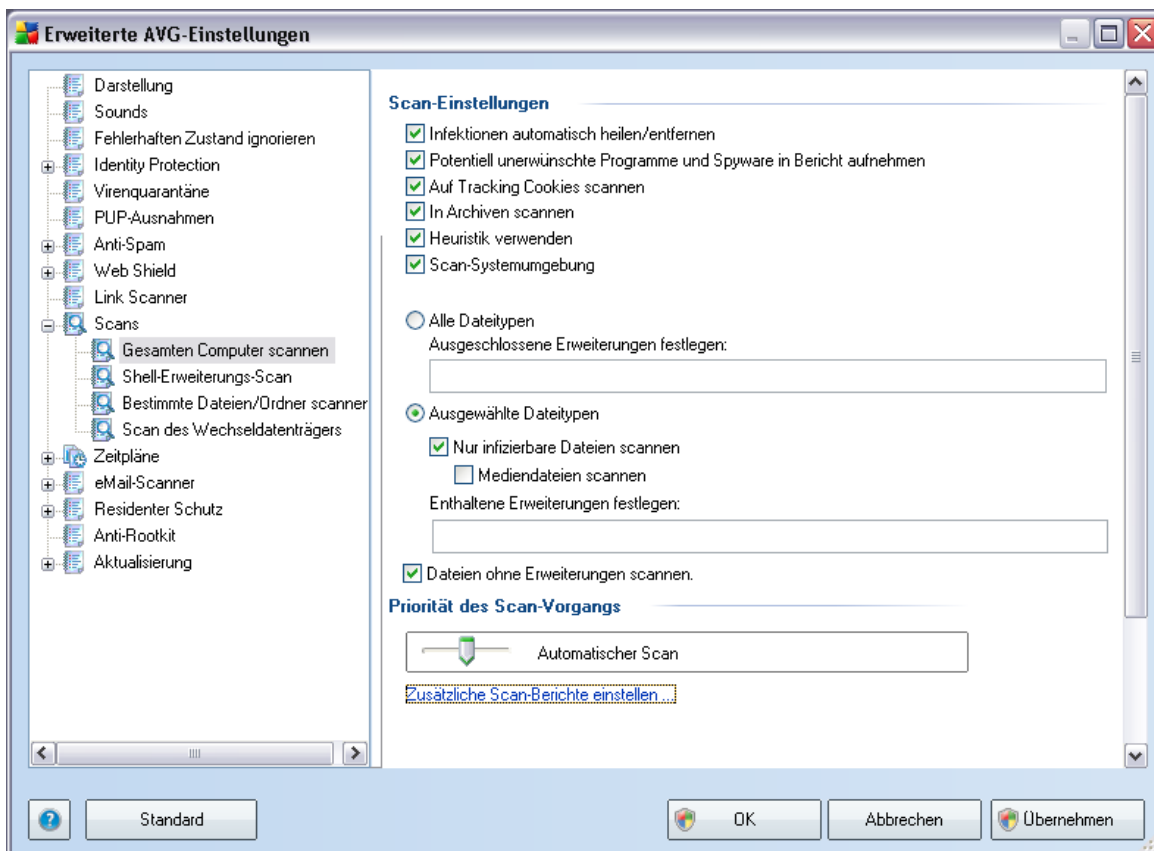 Erweiterte AVG-Einstellungen
Darstellung
Sounds
Fehlerhaften Zustand ignorieren
Identity Protection
Virenquarantäne
PUP-Ausnahmen
Anti-Spam
Web Shield
Link Scanner
Scans
Gesamten Computer scannen
Shell-Erweiterungs-Scan
Bestimmte Dateien/Ordner scanner
Scan des Wechseldatenträgers
Zeitpläne
eMail-Scanner
Residenter Schutz
Anti-Rootkit
Aktualisierung
Scan-Einstellungen
Infektionen automatisch heilen/entfernen
Potentiell unerwünschte Programme und Spyware in Bericht aufnehmen
Auf Tracking Cookies scannen
In Archiven scannen
Heuristik verwenden
Scan-Systemumgebung
Alle Dateitypen
Ausgeschlossene Erweiterungen festlegen:
Ausgewählte Dateitypen
Nur infizierbare Dateien scannen
Mediendateien scannen
Enthaltene Erweiterungen festlegen:
Dateien ohne Erweiterungen scannen.
Priorität des Scan-Vorgangs
Automatischer Scan
Zusätzliche Scan-Berichte einstellen ...
Standard
OK
Abbrechen
Übernehmen